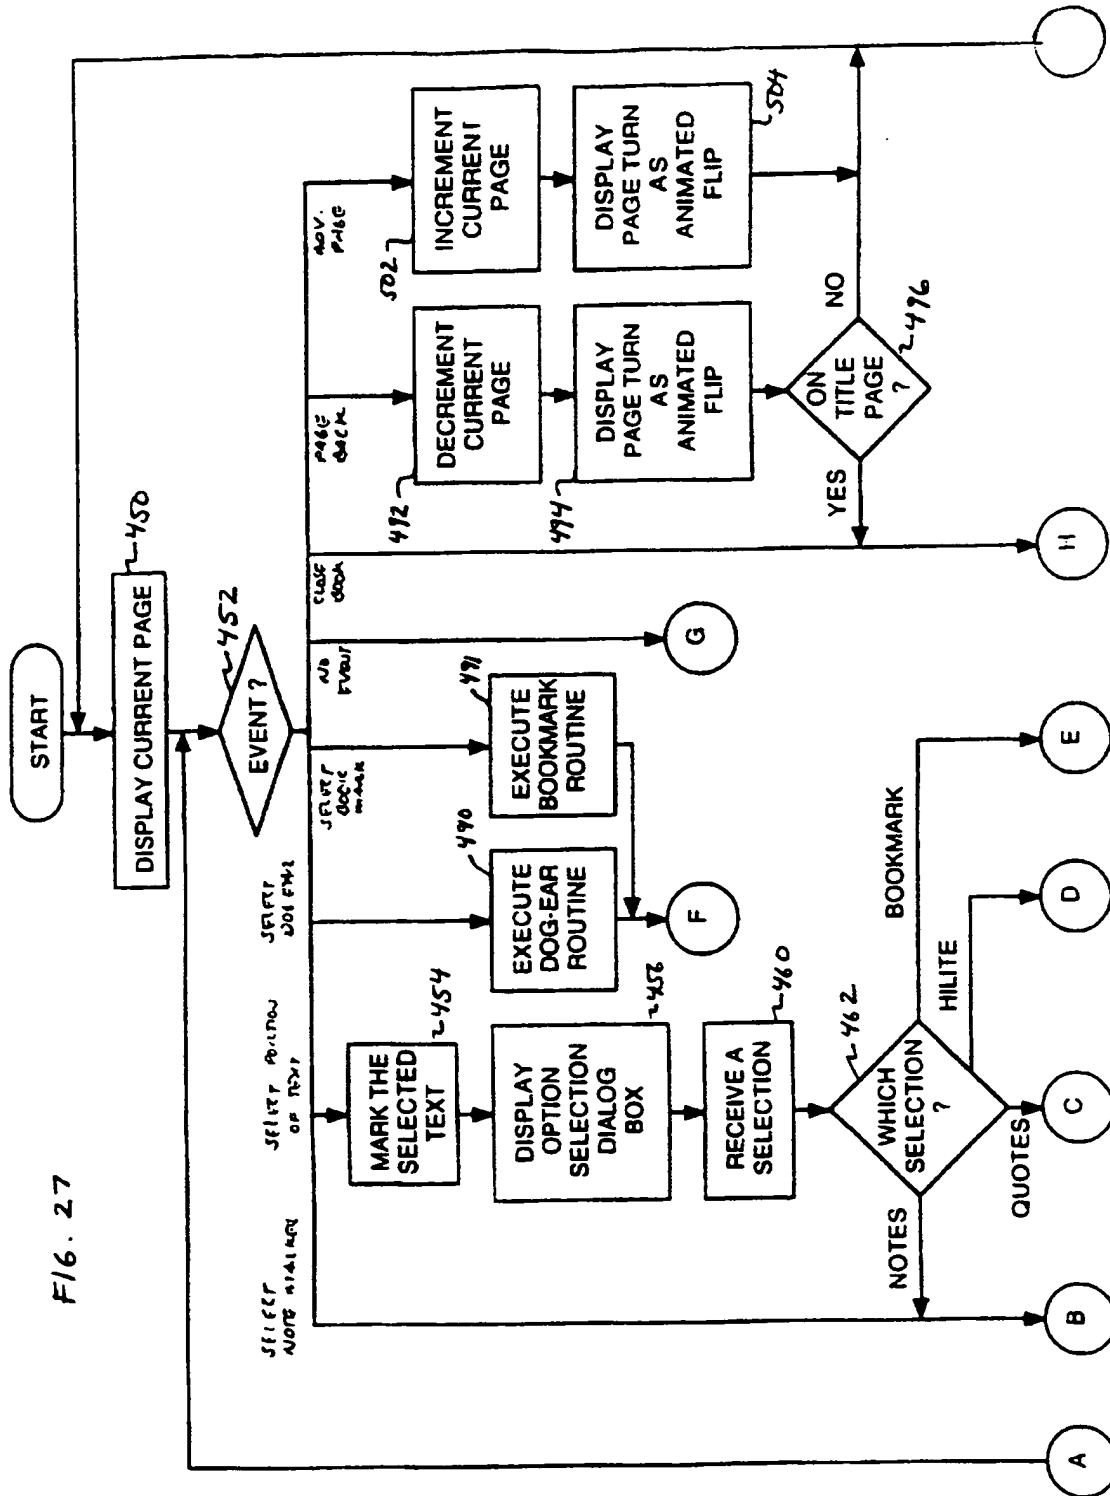 FIG. 27
START
DISPLAY CURRENT PAGE
450
EVENT ?
452
SELECT
NOTE MARKER
SELECT PORTION
OF TEXT
SELECT
DOG EAR
SELECT
BOOK
MARK
NO
EVENT
CLOSE
BOOK
PAGE
BACK
ADV.
PAGE
MARK THE
SELECTED
TEXT
454
DISPLAY
OPTION
SELECTION
DIALOG
BOX
456
RECEIVE A
SELECTION
460
WHICH
SELECTION
?
462
NOTES
QUOTES
HILITE
BOOKMARK
EXECUTE
DOG-EAR
ROUTINE
490
EXECUTE
BOOKMARK
ROUTINE
491
DECREMENT
CURRENT
PAGE
492
DISPLAY
PAGE TURN
AS
ANIMATED
FLIP
494
ON
TITLE
PAGE
?
496
YES
NO
INCREMENT
CURRENT
PAGE
502
DISPLAY
PAGE TURN
AS
ANIMATED
FLIP
504
A
B
C
D
E
F
G
H